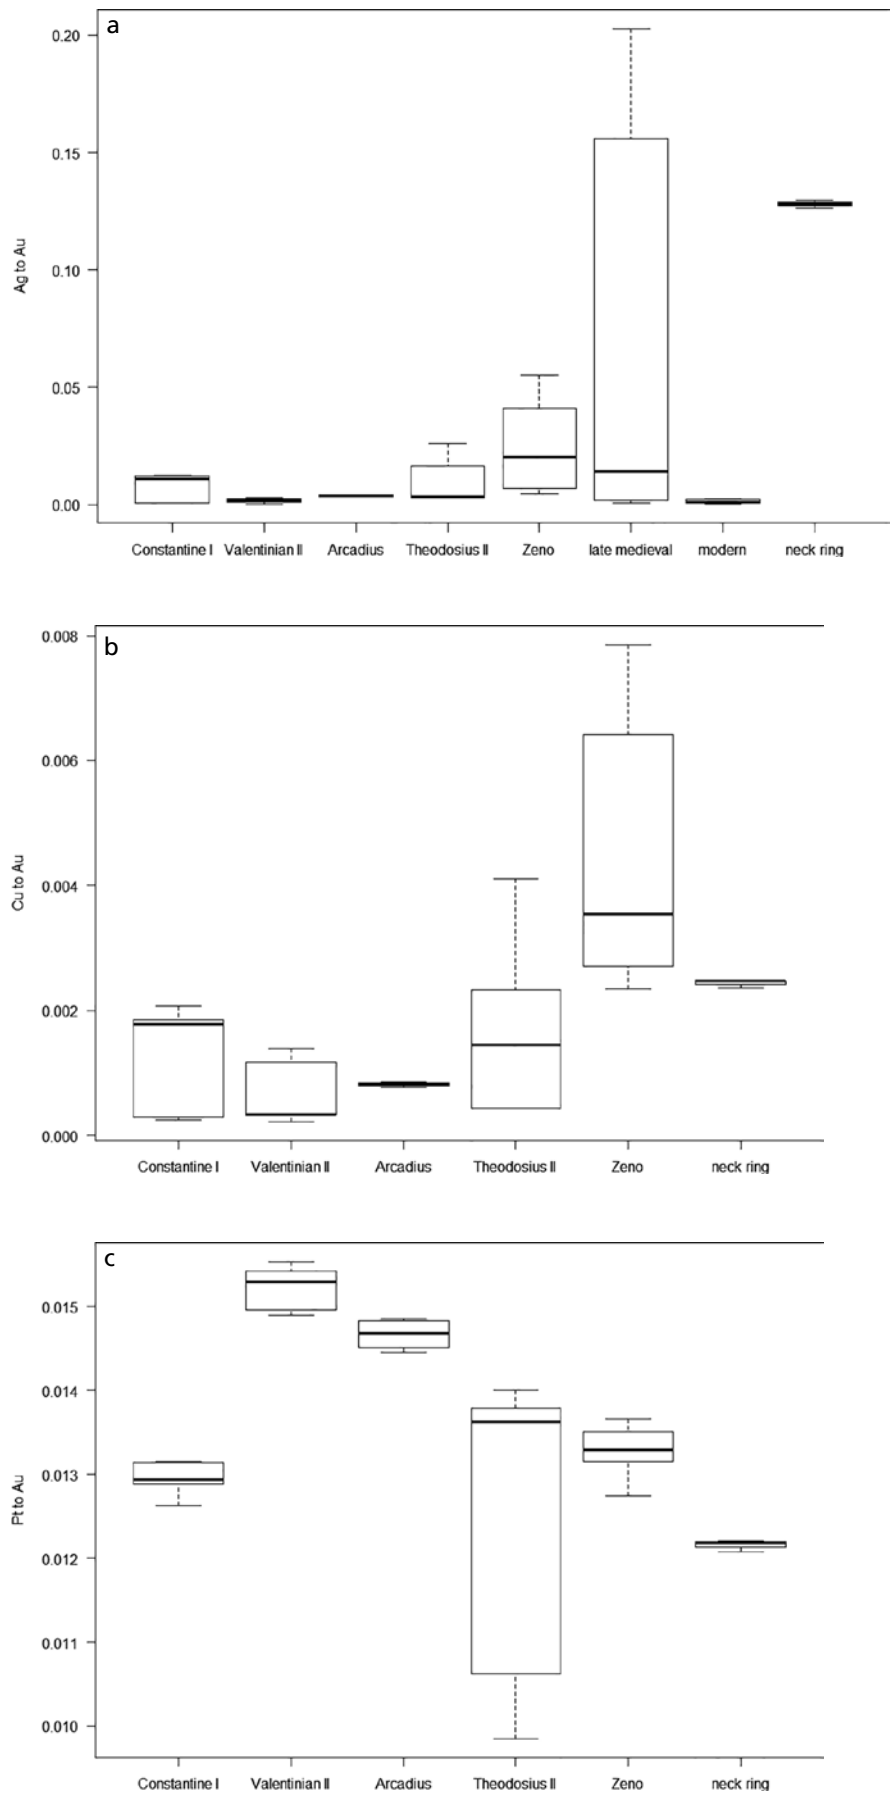 a
0.20
0.15
0.10
0.05
0.00
Ag to Au
Constantine I Valentinian II Arcadius Theodosius II Zeno late medieval modern neck ring
b
0.008
0.006
0.004
0.002
0.000
Cu to Au
Constantine I Valentinian II Arcadius Theodosius II Zeno neck ring
c
0.015
0.014
0.013
0.012
0.011
0.010
Pt to Au
Constantine I Valentinian II Arcadius Theodosius II Zeno neck ring